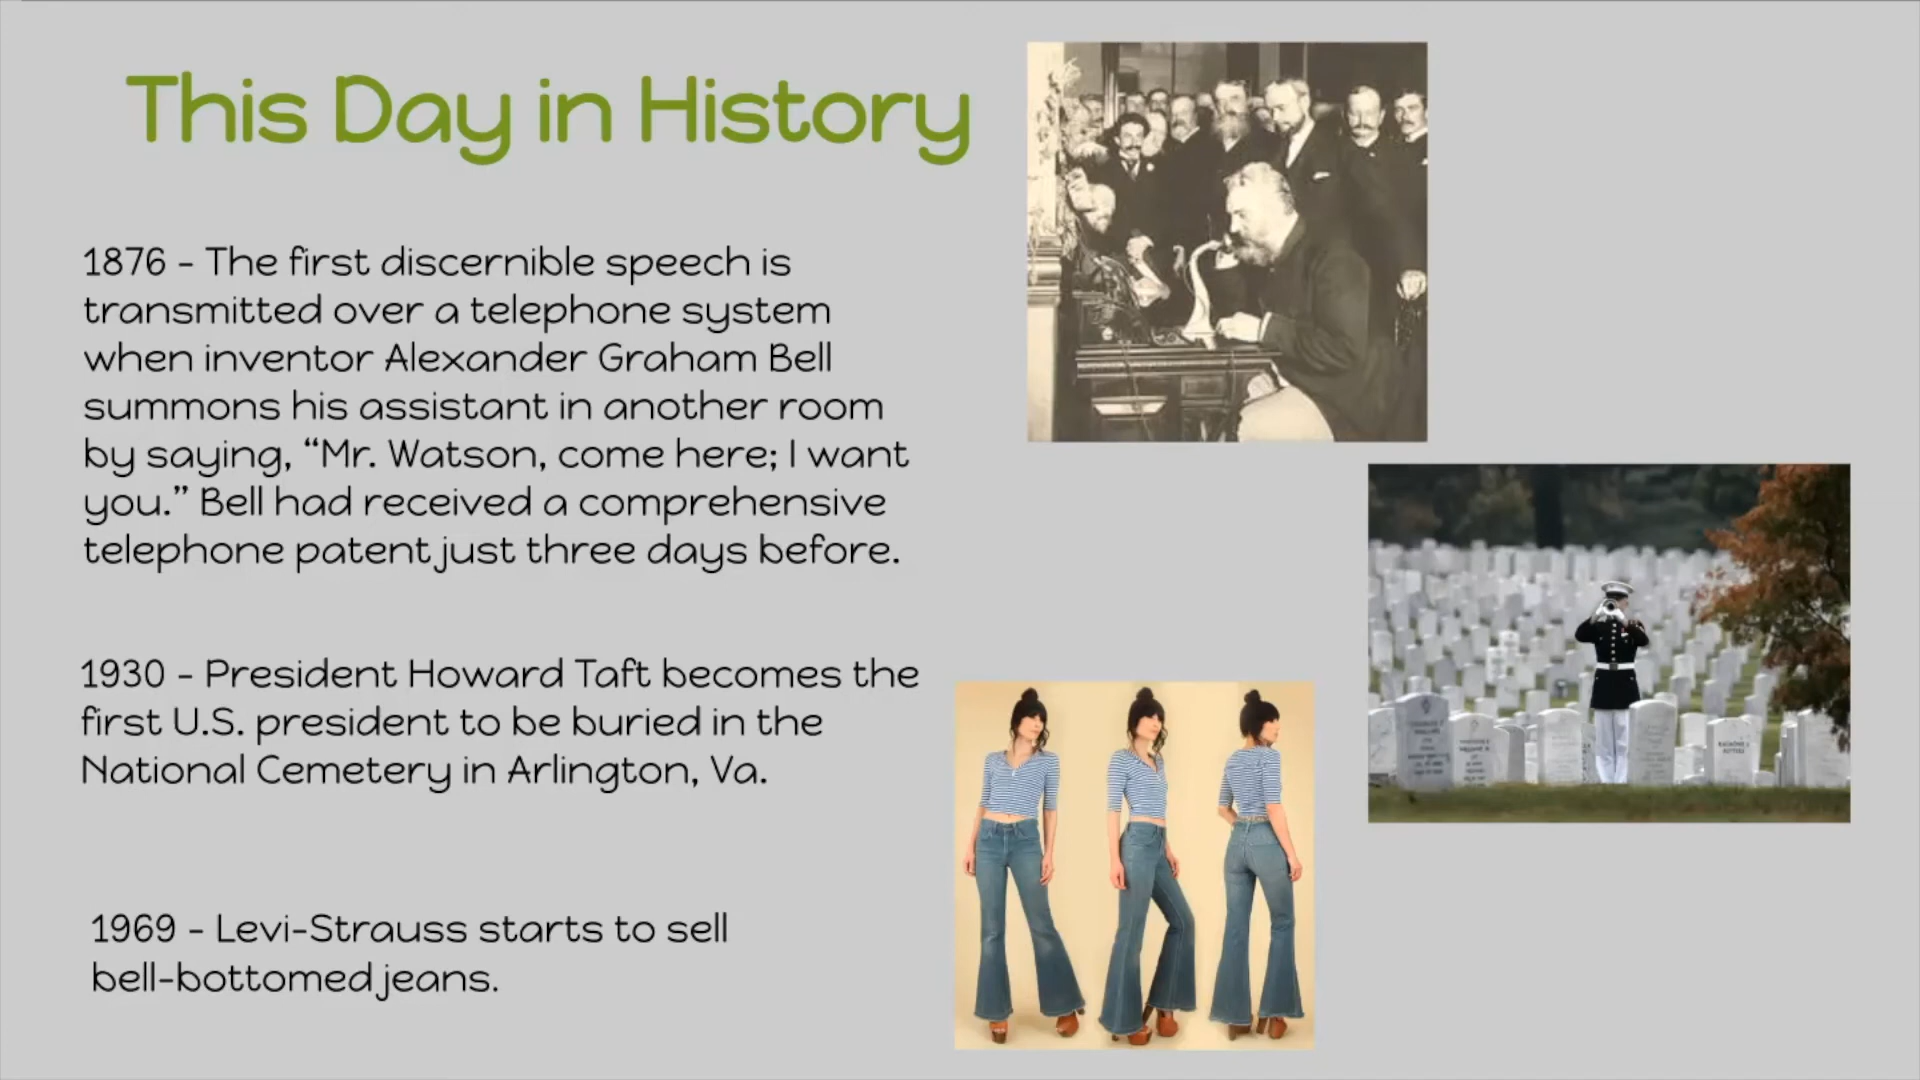 This Day in History
1876 - The first discernible speech is
transmitted over a telephone system
when inventor Alexander Graham Bell
summons his assistant in another room
by saying, “Mr. Watson, come here; I want
you.” Bell had received a comprehensive
telephone patent just three days before.
1930 - President Howard Taft becomes the
first U.S. president to be buried in the
National Cemetery in Arlington, Va.
1969 - Levi-Strauss starts to sell
bell-bottomed jeans.